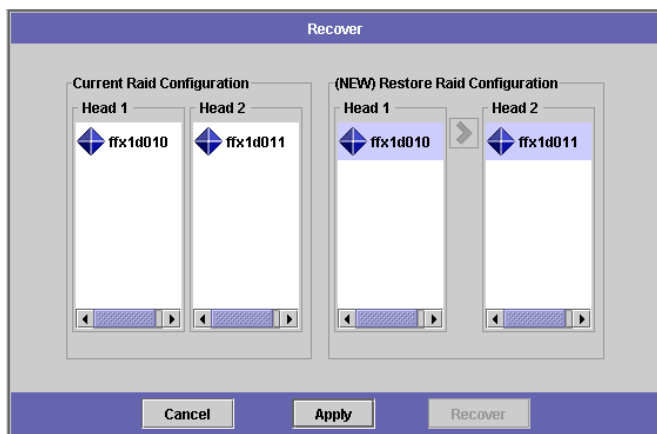 Recover
Current Raid Configuration
Head 1
Head 2
ffx1d010
ffx1d011
(NEW) Restore Raid Configuration
Head 1
Head 2
ffx1d010
ffx1d011
Cancel
Apply
Recover